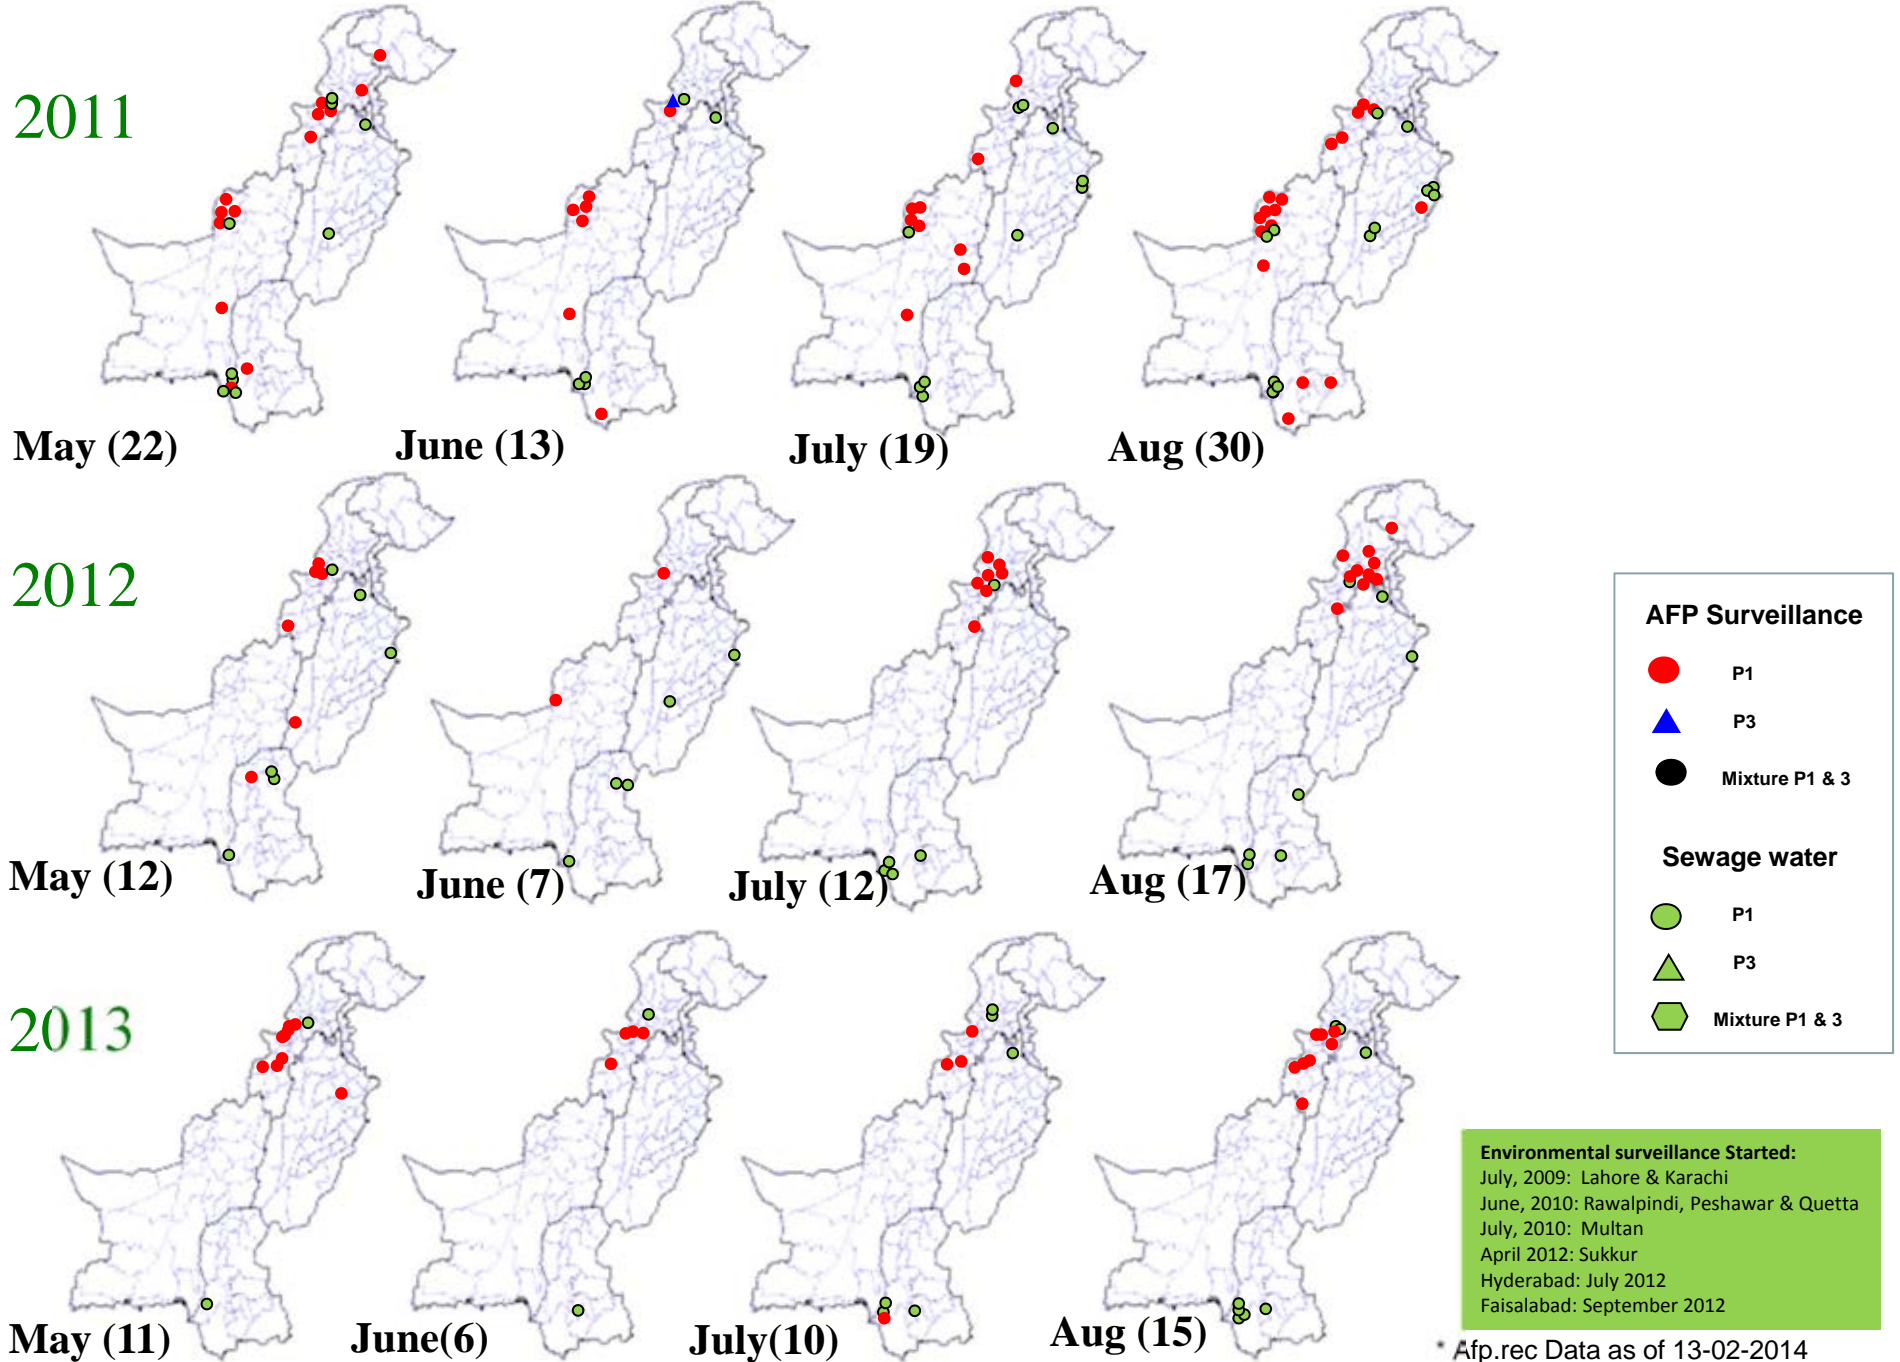 2011
May (22)
June (13)
July (19)
Aug (30)
2012
May (12)
June (7)
July (12)
Aug (17)
2013
May (11)
June(6)
July(10)
Aug (15)
AFP Surveillance
P1
P3
Mixture P1 & 3
Sewage water
P1
P3
Mixture P1 & 3
Environmental surveillance Started:
July, 2009: Lahore & Karachi
June, 2010: Rawalpindi, Peshawar & Quetta
July, 2010: Multan
April 2012: Sukkur
Hyderabad: July 2012
Faisalabad: September 2012
* Afp.rec Data as of 13-02-2014